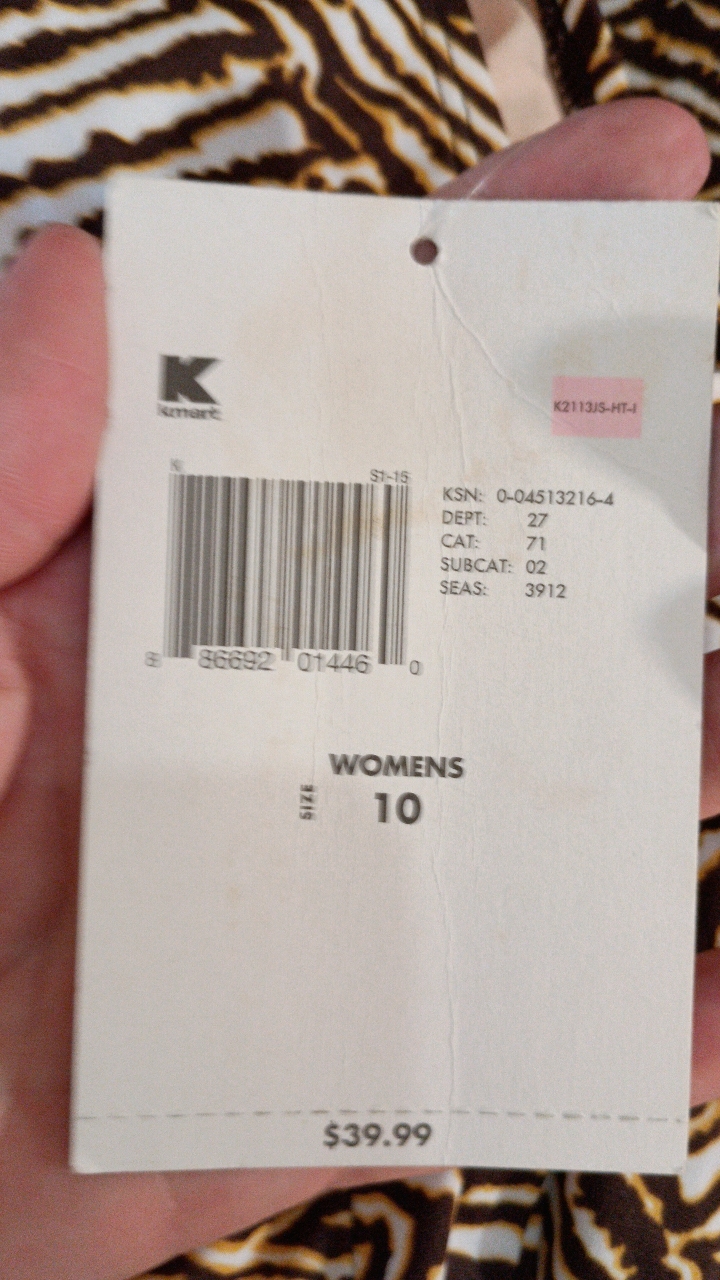 K
kmart
K2113JS-HT-I
S1-15
KSN: 0-04513216-4
DEPT: 27
CAT: 71
SUBCAT: 02
SEAS: 3912
86692 01446 0
WOMENS
SIZE 10
$39.99